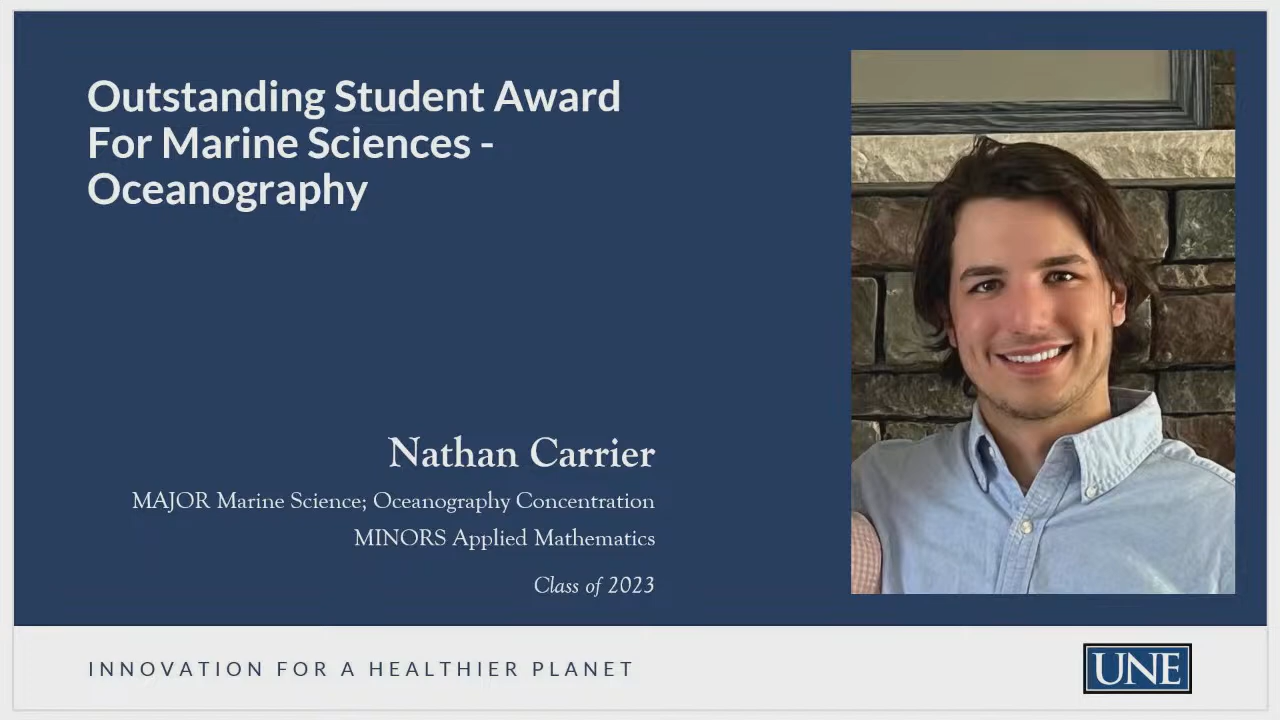 Outstanding Student Award
For Marine Sciences -
Oceanography
Nathan Carrier
MAJOR Marine Science; Oceanography Concentration
MINORS Applied Mathematics
Class of 2023
INNOVATION FOR A HEALTHIER PLANET
UNE